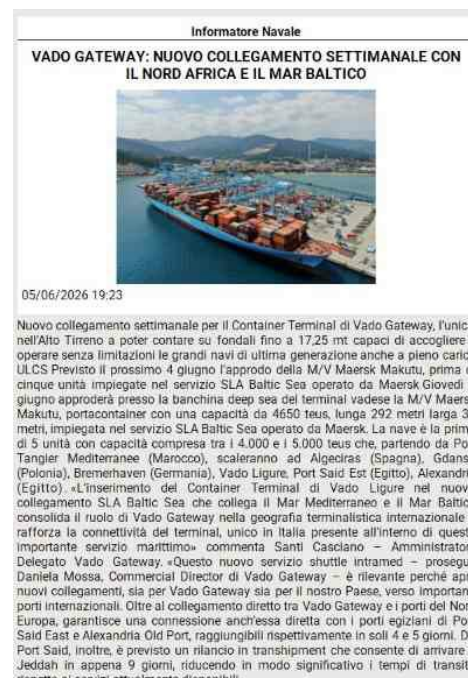 Informatore Navale
VADO GATEWAY: NUOVO COLLEGAMENTO SETTIMANALE CON
IL NORD AFRICA E IL MAR BALTICO
05/06/2026 19:23
Nuovo collegamento settimanale per il Container Terminal di Vado Gateway, l'unic
nell'Alto Tirreno a poter contare su fondali fino a 17,25 mt capaci di accogliere
operare senza limitazioni le grandi navi di ultima generazione anche a pieno caric
ULCS Previsto il prossimo 4 giugno l'approdo della M/V Maersk Makutu, prima
cinque unità impiegate nel servizio SLA Baltic Sea operato da Maersk Giovedì
giugno approderà presso la banchina deep sea del terminal vadese la M/V Maers
Makutu, portacontainer con una capacità da 4650 teus, lunga 292 metri larga 3
metri, impiegata nel servizio SLA Baltic Sea operato da Maersk. La nave è la prim
di 5 unità con capacità compresa tra i 4.000 e i 5.000 teus che, partendo da Po
Tangier Mediterranee (Marocco), scaleranno ad Algeciras (Spagna), Gdans
(Polonia), Bremerhaven (Germania), Vado Ligure, Port Said Est (Egitto), Alexandri
(Egitto). «L'inserimento del Container Terminal di Vado Ligure nel nuov
collegamento SLA Baltic Sea che collega il Mar Mediterraneo e il Mar Baltic
consolida il ruolo di Vado Gateway nella geografia terminalistica internazionale
rafforza la connettività del terminal, unico in Italia presente all'interno di quest
importante servizio marittimo» commenta Santi Casciano – Amministrator
Delegato Vado Gateway. «Questo nuovo servizio shuttle intramed – prosegu
Daniela Mossa, Commercial Director di Vado Gateway – è rilevante perché apr
nuovi collegamenti, sia per Vado Gateway sia per il nostro Paese, verso importan
porti internazionali. Oltre al collegamento diretto tra Vado Gateway e i porti del Nor
Europa, garantisce una connessione anch'essa diretta con i porti egiziani di Po
Said East e Alexandria Old Port, raggiungibili rispettivamente in soli 4 e 5 giorni. D
Port Said, inoltre, è previsto un rilancio in transhipment che consente di arrivare
Jeddah in appena 9 giorni, riducendo in modo significativo i tempi di transit